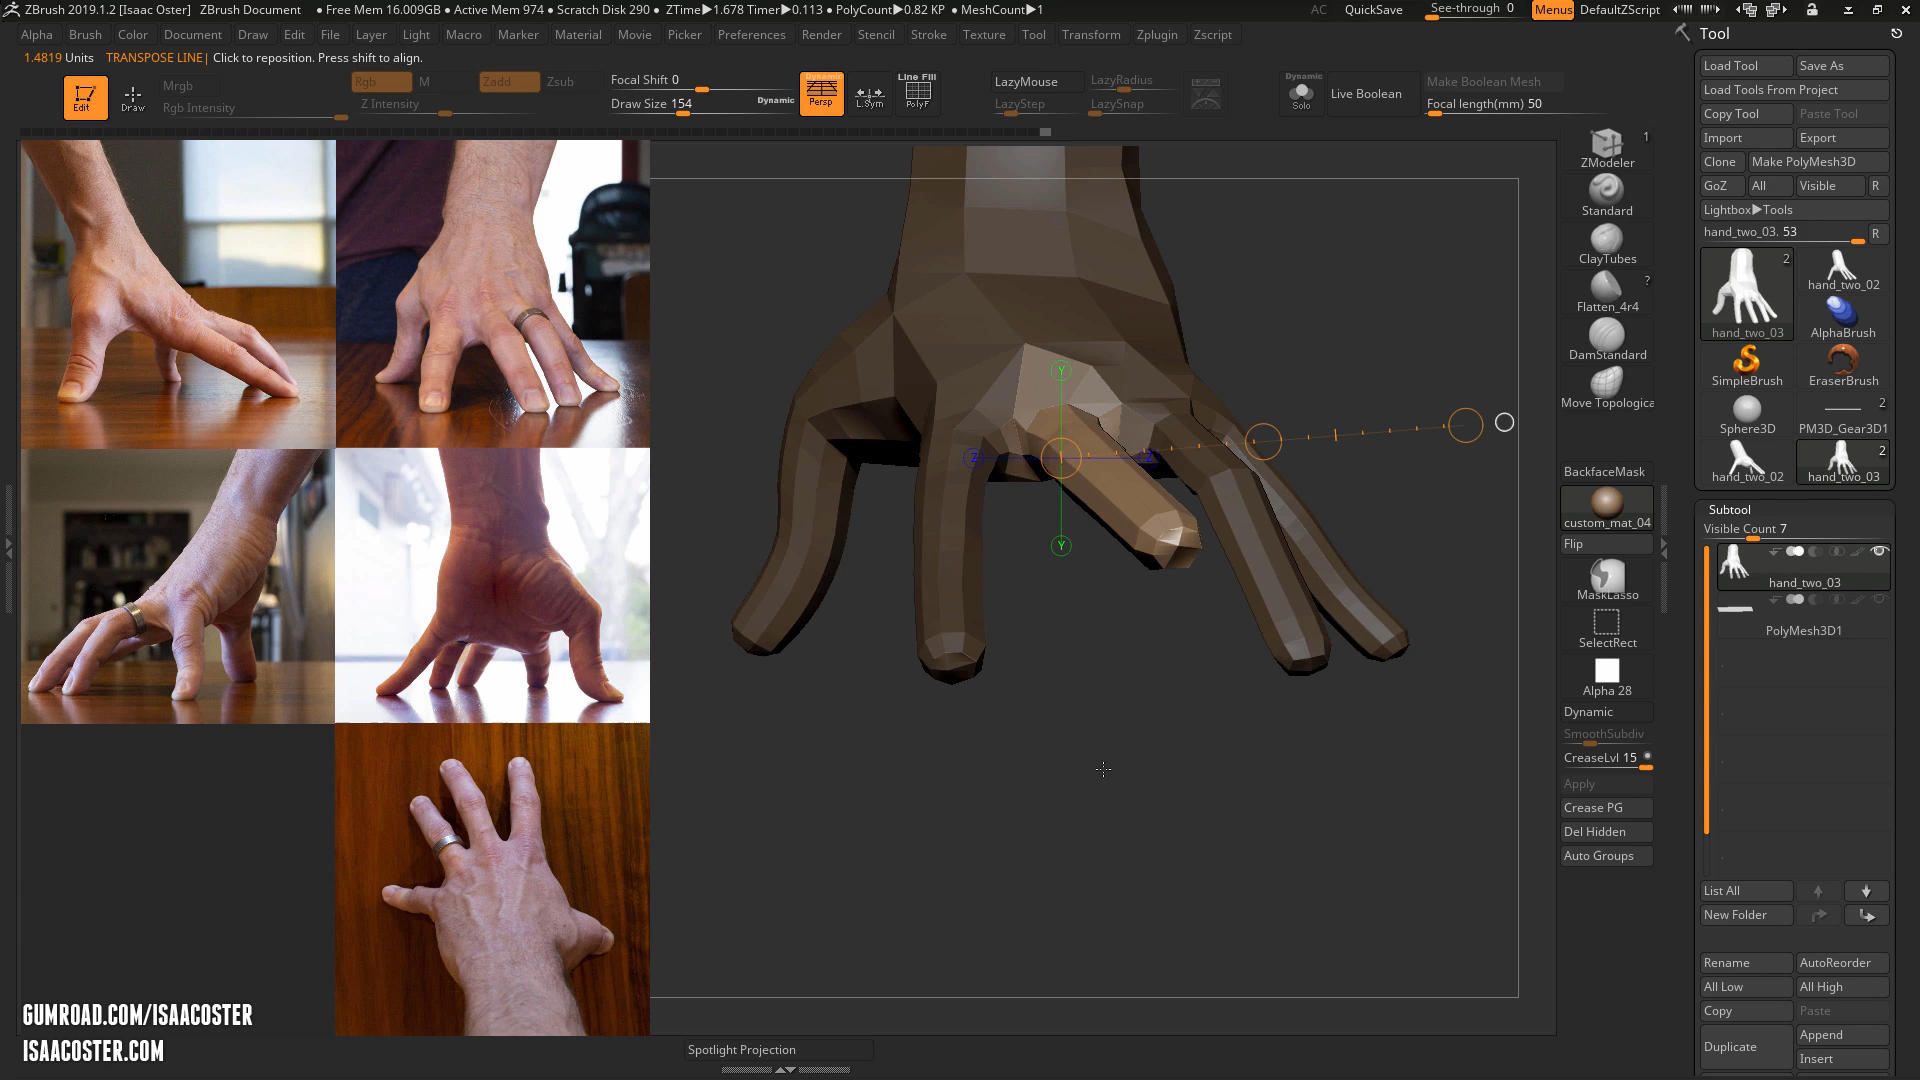 ZBrush 2019.1.2 [Isaac Oster] ZBrush Document • Free Mem 16.009GB • Active Mem 974 • Scratch Disk 290 • ZTime▶1.678 Timer▶0.113 • PolyCount▶0.82 KP • MeshCount▶1 AC QuickSave See-through 0 Menus DefaultZScript
Alpha Brush Color Document Draw Edit File Layer Light Macro Marker Material Movie Picker Preferences Render Stencil Stroke Texture Tool Transform Zplugin Zscript
Tool
1.4819 Units TRANSPOSE LINE| Click to reposition. Press shift to align.
Edit
Draw
Mrgb
Rgb Intensity
Rgb M Zadd Zsub
Z Intensity
Focal Shift 0
Draw Size 154 Dynamic
Dynamic
Persp
L.Sym
Line Fill
PolyF
LazyMouse LazyRadius
LazyStep LazySnap
Dynamic
Solo
Live Boolean
Make Boolean Mesh
Focal length(mm) 50
1
ZModeler
Standard
ClayTubes
?
Flatten_4r4
DamStandard
Move Topologica
BackfaceMask
custom_mat_04
Flip
MaskLasso
SelectRect
Alpha 28
Dynamic
SmoothSubdiv
CreaseLvl 15
Apply
Crease PG
Del Hidden
Auto Groups
Load Tool Save As
Load Tools From Project
Copy Tool Paste Tool
Import Export
Clone Make PolyMesh3D
GoZ All Visible R
Lightbox▶Tools
hand_two_03. 53 R
2
hand_two_03
hand_two_02
AlphaBrush
SimpleBrush EraserBrush
2
Sphere3D PM3D_Gear3D1
2
hand_two_02 hand_two_03
Subtool
Visible Count 7
hand_two_03
PolyMesh3D1
List All
New Folder
Rename AutoReorder
All Low All High
Copy Paste
Duplicate
Append
Insert
Y
Z
Z
Y
GUMROAD.COM/ISAACOSTER
ISAACOSTER.COM
Spotlight Projection